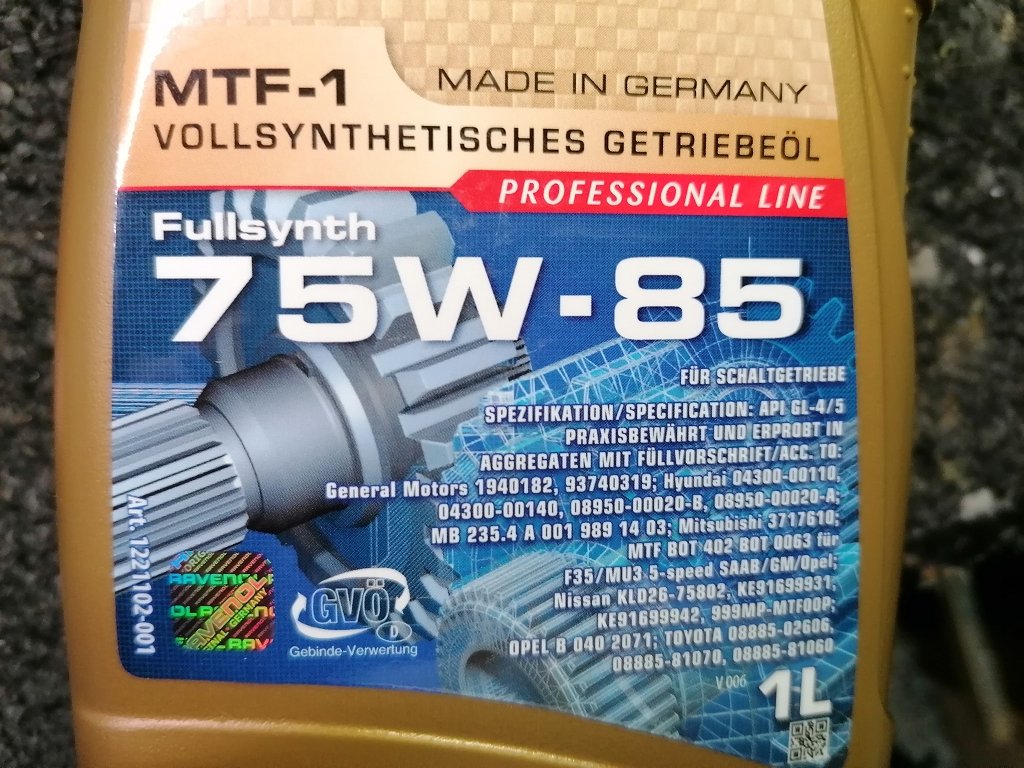 MTF-1
MADE IN GERMANY
VOLLSYNTHETISCHES GETRIEBEÖL
PROFESSIONAL LINE
Fullsynth
75W-85
FÜR SCHALTGETRIEBE
SPEZIFIKATION/SPECIFICATION: API GL-4/5
PRAXISBEWÄHRT UND ERPROBT IN
AGGREGATEN MIT FÜLLVORSCHRIFT/ACC. TO:
General Motors 1940182, 93740319; Hyundai 04300-00110,
04300-00140, 08950-00020-B, 08950-00020-A;
MB 235.4 A 001 989 14 03; Mitsubishi 3717610;
MTF BOT 402 BOT 0063 für
F35/MU3 5-speed SAAB/GM/Opel;
Nissan KLD26-75802, KE91699931,
KE91699942, 999MP-MTF00P;
OPEL B 040 2071; TOYOTA 08885-02606,
08885-81070, 08885-81060
V 006
1L
Art. 1221102-001
RAVENOL
RAVENOL
GVÖ
Gebinde-Verwertung